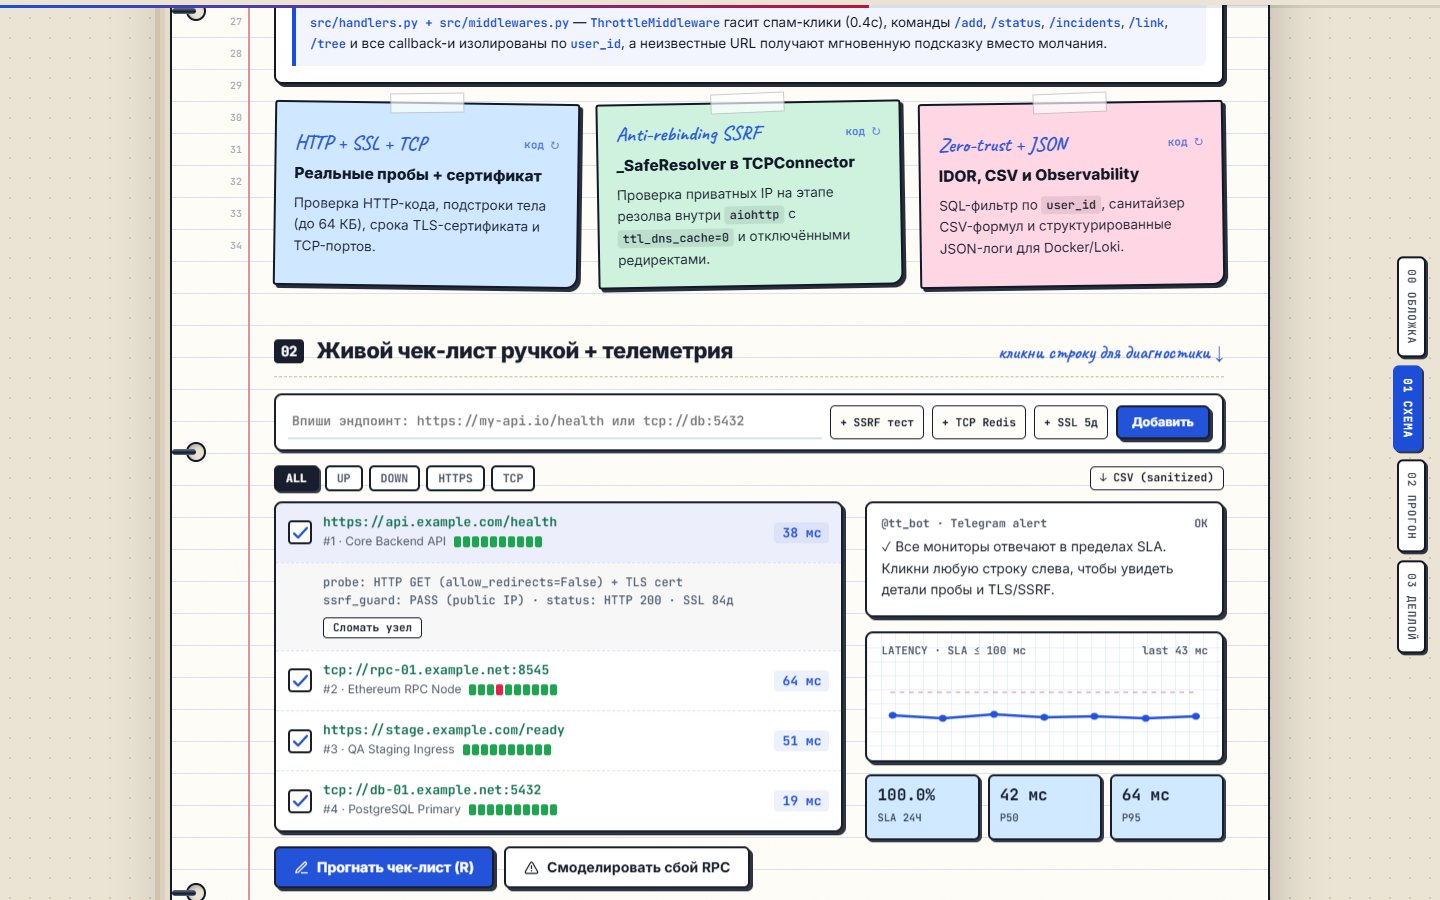 27
28
29
30
31
32
33
34
src/handlers.py + src/middlewares.py — ThrottleMiddleware гасит спам-клики (0.4с), команды /add, /status, /incidents, /link,
/tree и все callback-и изолированы по user_id, а неизвестные URL получают мгновенную подсказку вместо молчания.
HTTP + SSL + TCP
код ↻
Реальные пробы + сертификат
Проверка HTTP-кода, подстроки тела
(до 64 КБ), срока TLS-сертификата и
TCP-портов.
Anti-rebinding SSRF
код ↻
_SafeResolver в TCPConnector
Проверка приватных IP на этапе
резолва внутри aiohttp с
ttl_dns_cache=0 и отключёнными
редиректами.
Zero-trust + JSON
код ↻
IDOR, CSV и Observability
SQL-фильтр по user_id, санитайзер
CSV-формул и структурированные
JSON-логи для Docker/Loki.
02 Живой чек-лист ручкой + телеметрия
кликни строку для диагностики ↓
Впиши эндпоинт: https://my-api.io/health или tcp://db:5432
+ SSRF тест
+ TCP Redis
+ SSL 5д
Добавить
ALL
UP
DOWN
HTTPS
TCP
↓ CSV (sanitized)
https://api.example.com/health
#1 · Core Backend API
38 мс
probe: HTTP GET (allow_redirects=False) + TLS cert
ssrf_guard: PASS (public IP) · status: HTTP 200 · SSL 84д
Сломать узел
tcp://rpc-01.example.net:8545
#2 · Ethereum RPC Node
64 мс
https://stage.example.com/ready
#3 · QA Staging Ingress
51 мс
tcp://db-01.example.net:5432
#4 · PostgreSQL Primary
19 мс
@tt_bot · Telegram alert
OK
✓ Все мониторы отвечают в пределах SLA.
Кликни любую строку слева, чтобы увидеть
детали пробы и TLS/SSRF.
LATENCY · SLA ≤ 100 мс
last 43 мс
100.0%
SLA 24Ч
42 мс
P50
64 мс
P95
Прогнать чек-лист (R)
Смоделировать сбой RPC
00 ОБЛОЖКА
01 СХЕМА
02 ПРОГОН
03 ДЕПЛОЙ